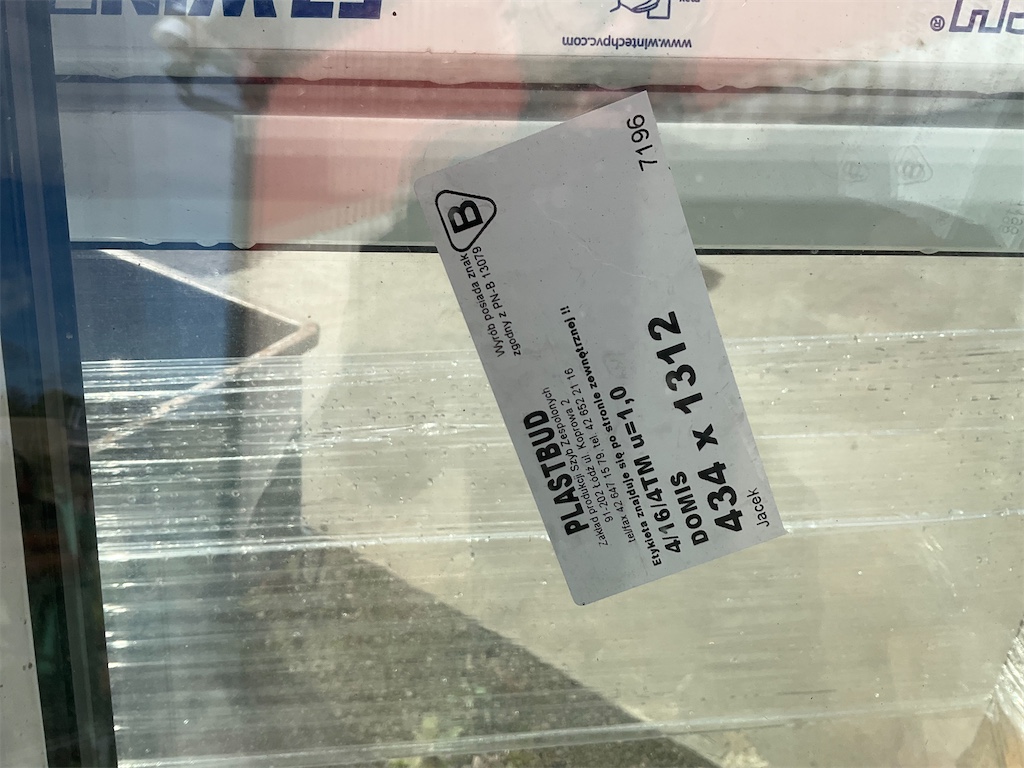 www.wintechpvc.com
max
®
7196
B
Wyrób posiada znak
zgodny z PN-B 13079
PLASTBUD
Zakład produkcji Szyb Zespolonych
91-202 Łódź ul. Koprowa 2
tel/fax 42 647 15 79, tel. 42 652 21 16
Etykieta znajduje się po stronie zewnętrznej !!
4/16/4TM u=1,0
DOMIS
434 x 1312
Jacek